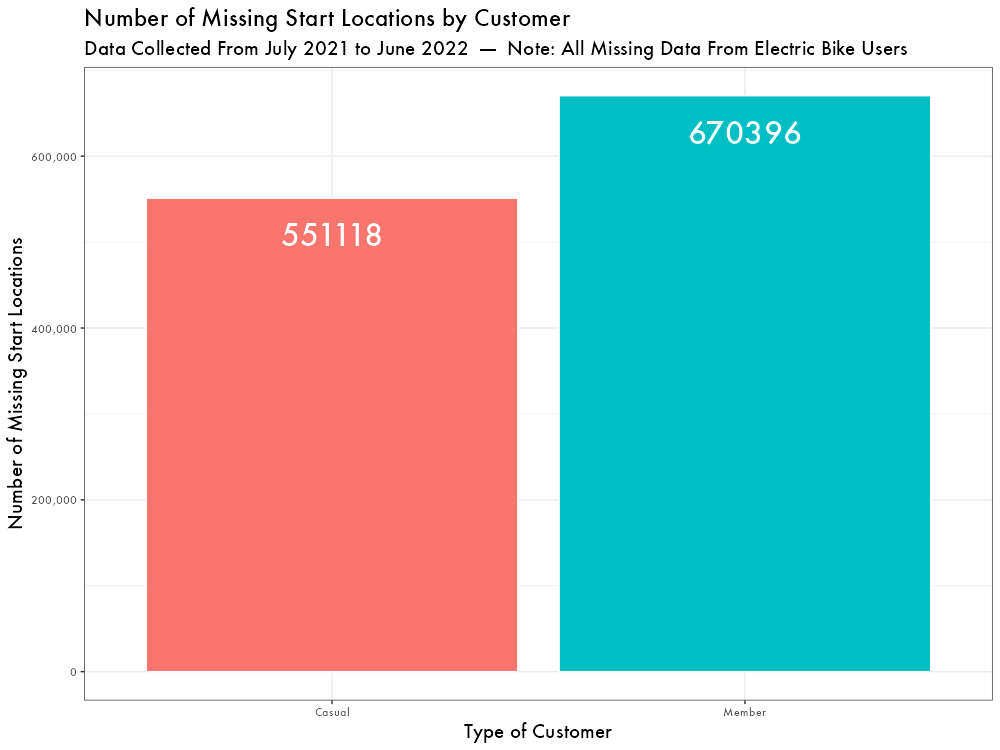 Number of Missing Start Locations by Customer
Data Collected From July 2021 to June 2022 — Note: All Missing Data From Electric Bike Users
Number of Missing Start Locations
600,000
400,000
200,000
0
551118
670396
Casual
Member
Type of Customer